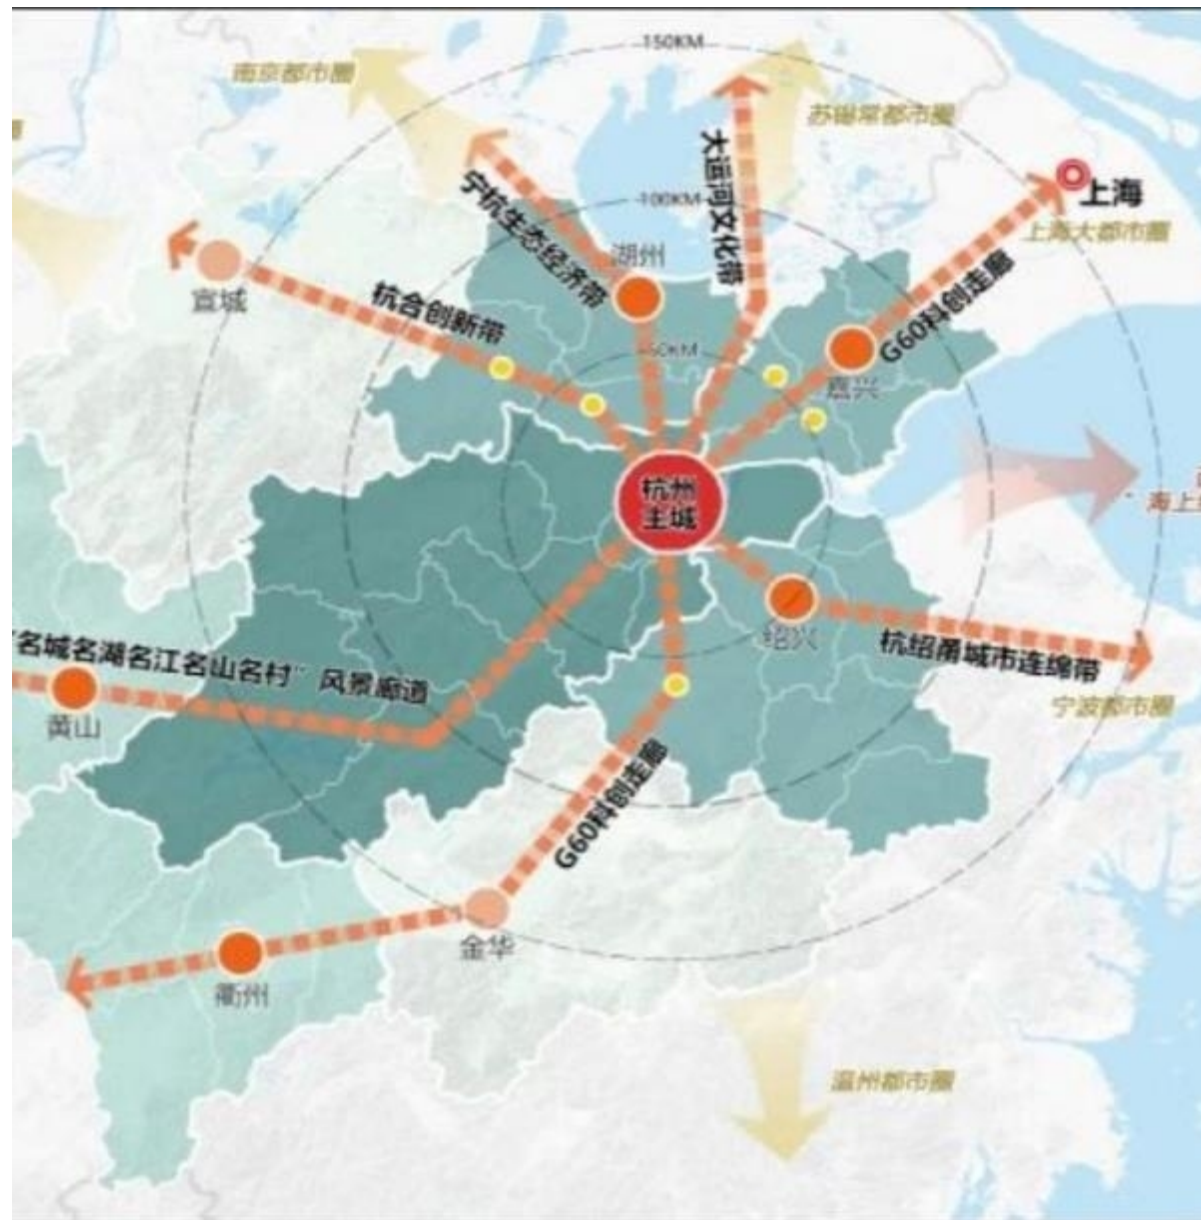 150KM
南京都市圈
苏锡常都市圈
大运河文化带
宁杭生态经济带
100KM
上海
上海大都市圈
湖州
宣城
杭合创新带
G60科创走廊
50KM
嘉兴
杭州
主城
海上
绍兴
杭绍甬城市连绵带
“名城名湖名江名山名村”风景廊道
黄山
宁波都市圈
G60科创走廊
金华
衢州
温州都市圈